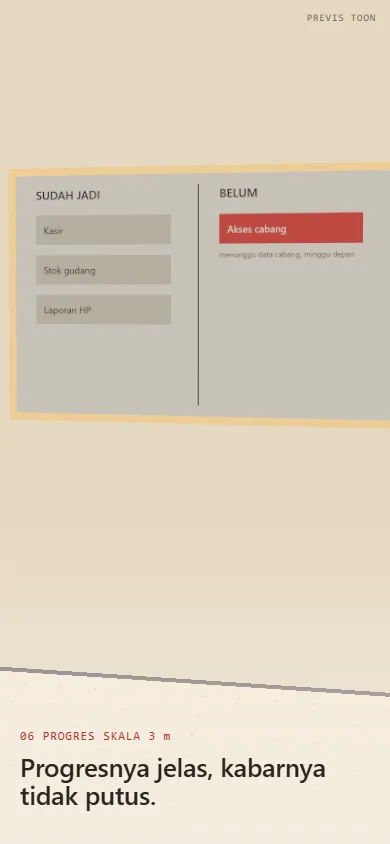 PREVIS TOON
SUDAH JADI
Kasir
Stok gudang
Laporan HP
BELUM
Akses cabang
menunggu data cabang, minggu depan
06 PROGRES SKALA 3 m
Progresnya jelas, kabarnya
tidak putus.